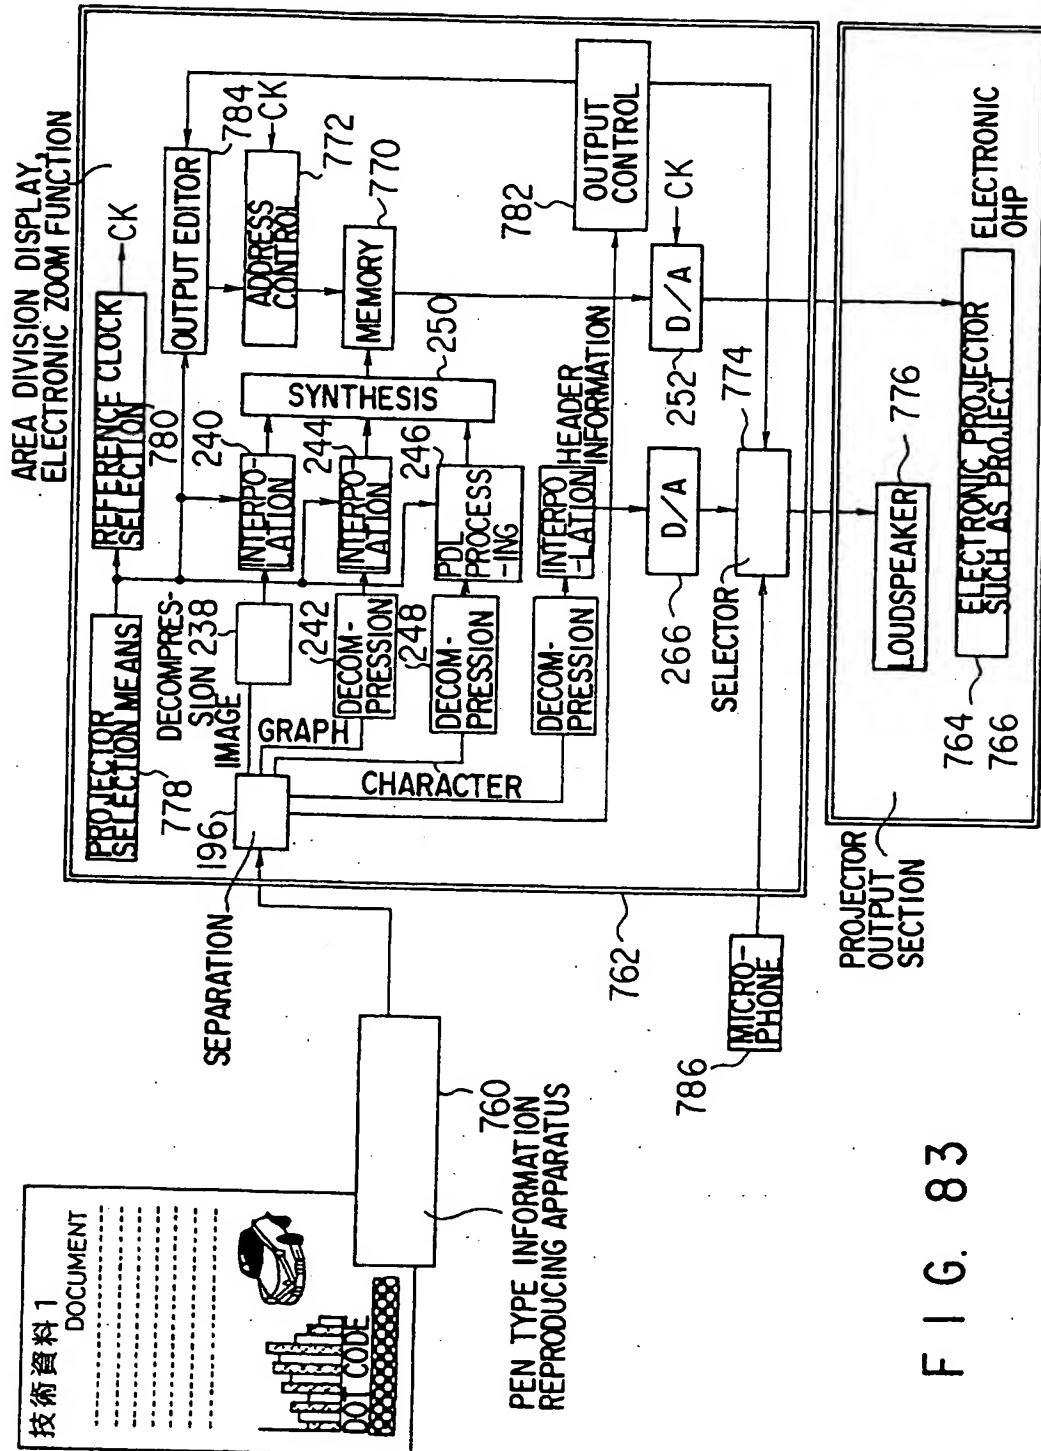 技術資料 1
DOCUMENT
DOT CODE
PEN TYPE INFORMATION
REPRODUCING APPARATUS
760
AREA DIVISION DISPLAY,
ELECTRONIC ZOOM FUNCTION
PROJECTOR
SELECTION MEANS
778
REFERENCE CLOCK
SELECTION
780
CK
OUTPUT EDITOR
784
ADDRESS
CONTROL
772
CK
MEMORY
770
SEPARATION
196
IMAGE
DECOMPRES-
SION 238
INTERPO-
LATION
240
GRAPH
242
DECOM-
PRESSION
INTERPO-
LATION
244
CHARACTER
248
DECOM-
PRESSION
PDL
PROCESS
-ING
246
SYNTHESIS
250
DECOM-
PRESSION
INTERPO
-LATION
HEADER
INFORMATION
OUTPUT
CONTROL
782
D/A
266
D/A
252
CK
SELECTOR
774
762
MICRO-
PHONE
786
PROJECTOR
OUTPUT
SECTION
LOUDSPEAKER
776
ELECTRONIC PROJECTOR
SUCH AS PROJECT
764
766
ELECTRONIC
OHP
FIG. 83